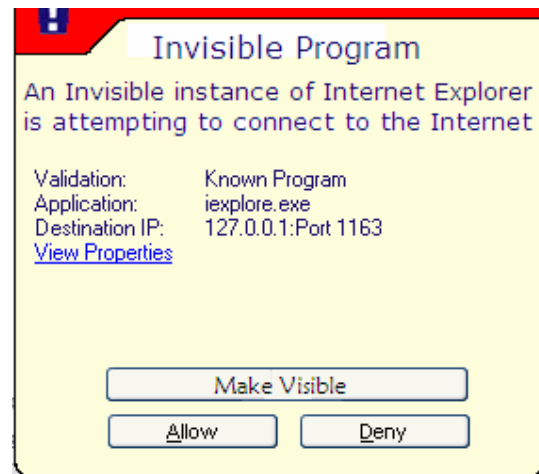 !
Invisible Program
An Invisible instance of Internet Explorer
is attempting to connect to the Internet
Validation: Known Program
Application: iexplore.exe
Destination IP: 127.0.0.1:Port 1163
View Properties
Make Visible
Allow Deny